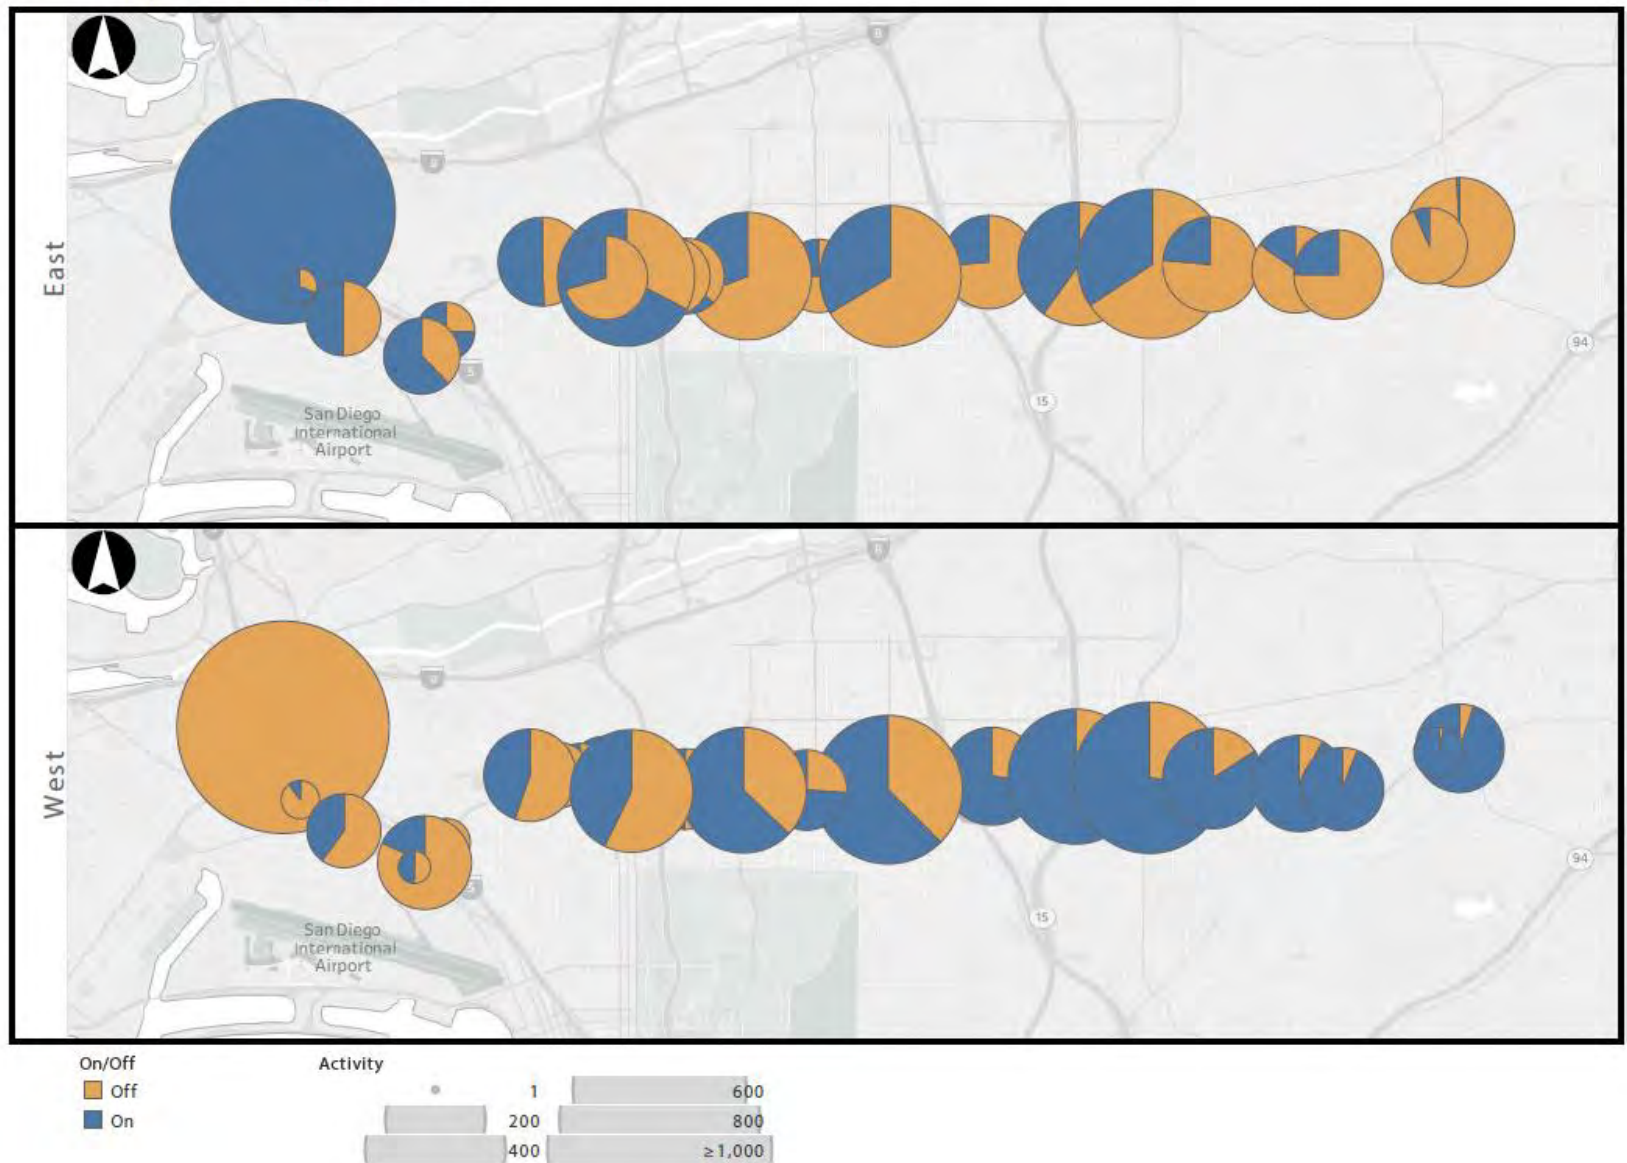 East
8
8
San Diego
International
Airport
5
15
94
West
8
8
San Diego
International
Airport
15
94
On/Off
Activity
Off
On
1
600
200
800
400
≥1,000